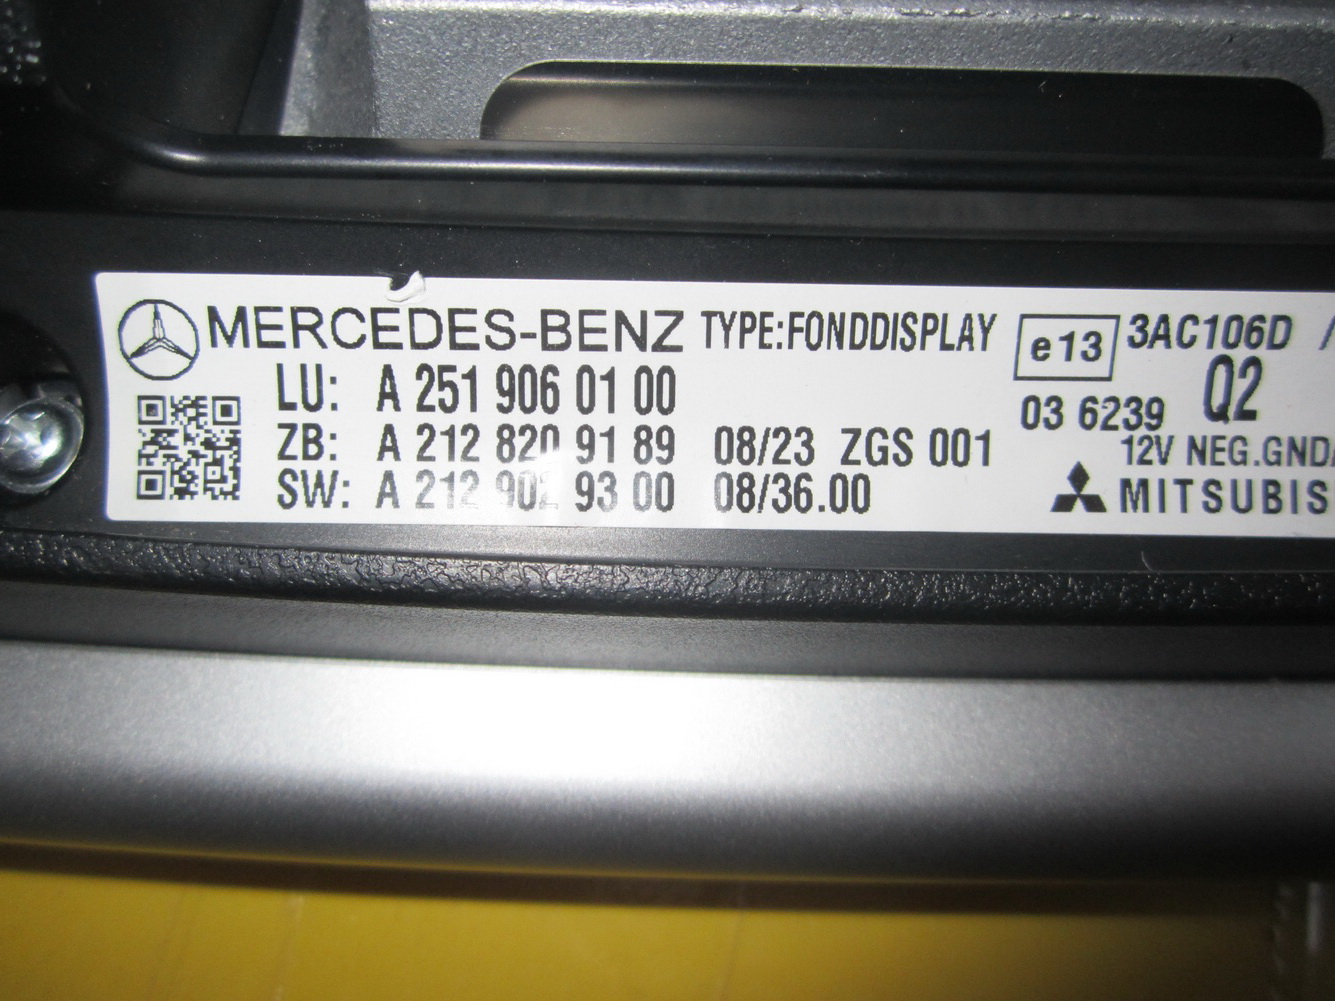 MERCEDES-BENZ TYPE:FONDDISPLAY
LU: A 251 906 01 00
ZB: A 212 820 91 89 08/23 ZGS 001
SW: A 212 902 93 00 08/36.00
e13
3AC106D /
03 6239 Q2
12V NEG.GND
MITSUBIS